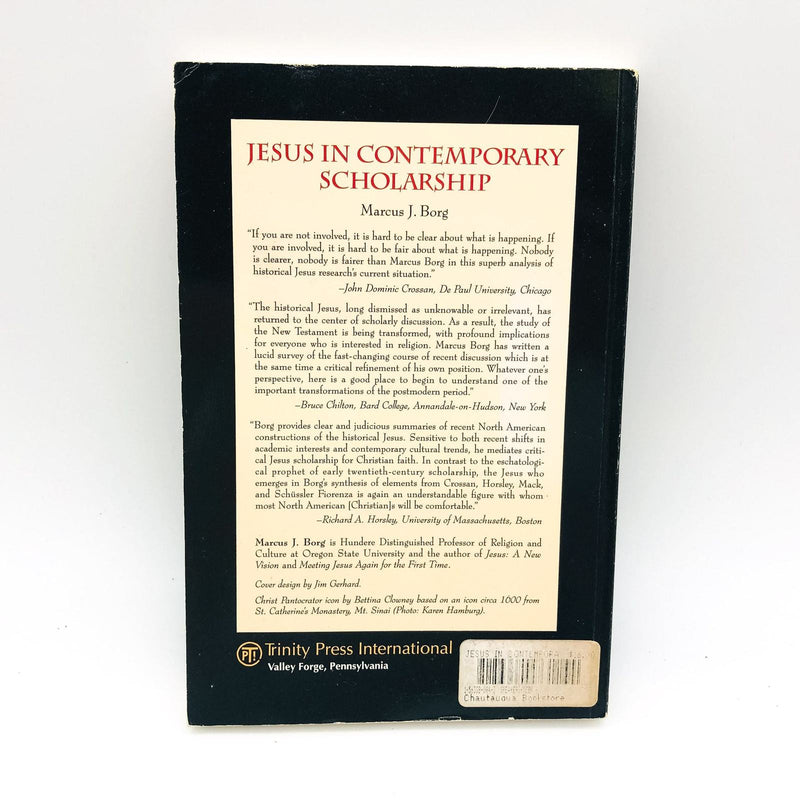 JESUS IN CONTEMPORARY
SCHOLARSHIP
Marcus J. Borg
"If you are not involved, it is hard to be clear about what is happening. If
you are involved, it is hard to be fair about what is happening. Nobody
is clearer, nobody is fairer than Marcus Borg in this superb analysis of
historical Jesus research's current situation."
–John Dominic Crossan, De Paul University, Chicago
"The historical Jesus, long dismissed as unknowable or irrelevant, has
returned to the center of scholarly discussion. As a result, the study of
the New Testament is being transformed, with profound implications
for everyone who is interested in religion. Marcus Borg has written a
lucid survey of the fast-changing course of recent discussion which is at
the same time a critical refinement of his own position. Whatever one's
perspective, here is a good place to begin to understand one of the
important transformations of the postmodern period."
–Bruce Chilton, Bard College, Annandale-on-Hudson, New York
"Borg provides clear and judicious summaries of recent North American
constructions of the historical Jesus. Sensitive to both recent shifts in
academic interests and contemporary cultural trends, he mediates criti-
cal Jesus scholarship for Christian faith. In contrast to the eschatologi-
cal prophet of early twentieth-century scholarship, the Jesus who
emerges in Borg's synthesis of elements from Crossan, Horsley, Mack,
and Schüssler Fiorenza is again an understandable figure with whom
most North American [Christian]s will be comfortable."
–Richard A. Horsley, University of Massachusetts, Boston
Marcus J. Borg is Hundere Distinguished Professor of Religion and
Culture at Oregon State University and the author of Jesus: A New
Vision and Meeting Jesus Again for the First Time.
Cover design by Jim Gerhard.
Christ Pantocrator icon by Bettina Clowney based on an icon circa 1600 from
St. Catherine's Monastery, Mt. Sinai (Photo: Karen Hamburg).
PTI Trinity Press International
Valley Forge, Pennsylvania
JESUS IN CONTEMPORA
Chautauqua Bookstore